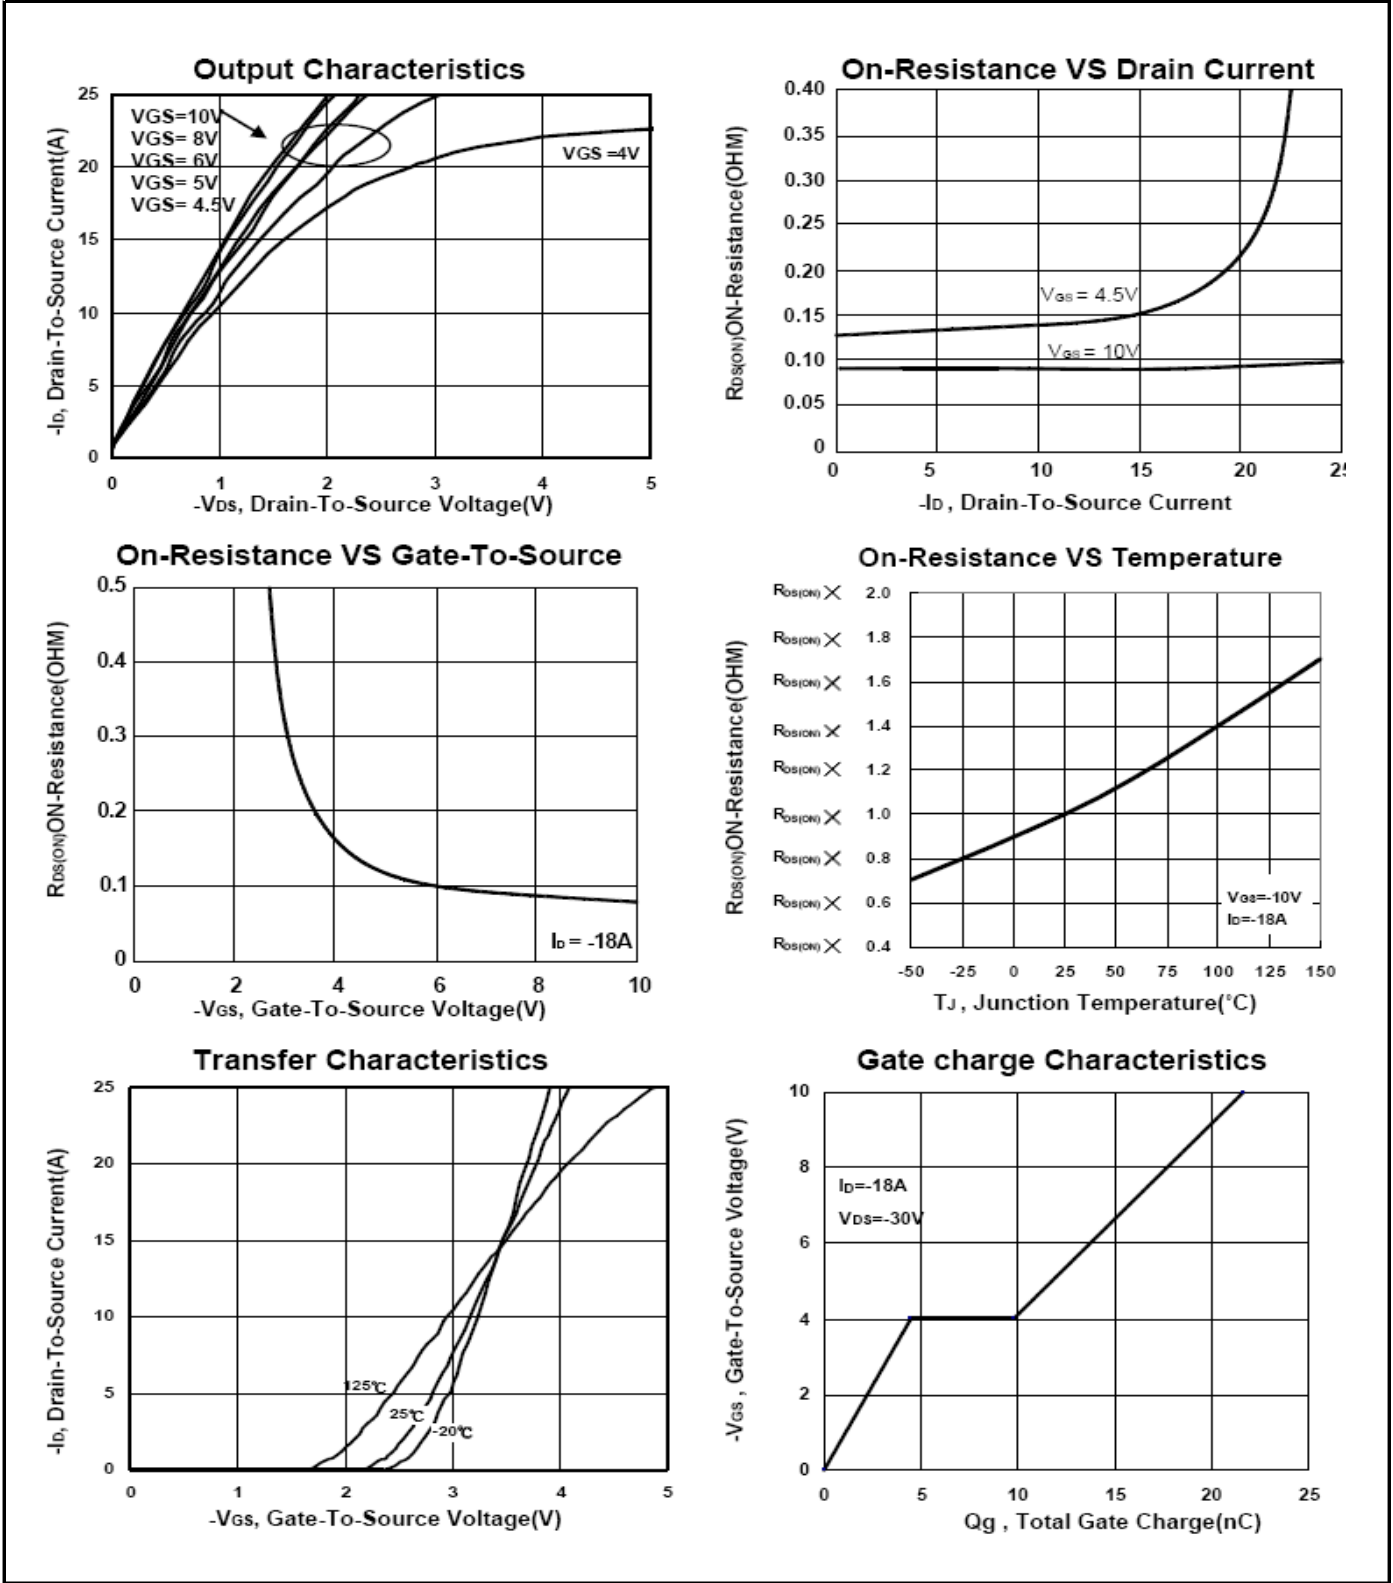 Output Characteristics
-ID, Drain-To-Source Current(A)
25
20
15
10
5
0
VGS=10V
VGS= 8V
VGS= 6V
VGS= 5V
VGS= 4.5V
VGS =4V
0 1 2 3 4 5
-VDS, Drain-To-Source Voltage(V)
On-Resistance VS Drain Current
RDS(ON)ON-Resistance(OHM)
0.40
0.35
0.30
0.25
0.20
0.15
0.10
0.05
0
VGS = 4.5V
VGS = 10V
0 5 10 15 20 25
-ID , Drain-To-Source Current
On-Resistance VS Gate-To-Source
RDS(ON)ON-Resistance(OHM)
0.5
0.4
0.3
0.2
0.1
0
ID = -18A
0 2 4 6 8 10
-VGS, Gate-To-Source Voltage(V)
On-Resistance VS Temperature
RDS(ON)ON-Resistance(OHM)
RDS(ON) X 2.0
RDS(ON) X 1.8
RDS(ON) X 1.6
RDS(ON) X 1.4
RDS(ON) X 1.2
RDS(ON) X 1.0
RDS(ON) X 0.8
RDS(ON) X 0.6
RDS(ON) X 0.4
VGS=-10V
ID=-18A
-50 -25 0 25 50 75 100 125 150
TJ , Junction Temperature(°C)
Transfer Characteristics
-ID, Drain-To-Source Current(A)
25
20
15
10
5
0
125℃
25℃
-20℃
0 1 2 3 4 5
-VGS, Gate-To-Source Voltage(V)
Gate charge Characteristics
-VGS , Gate-To-Source Voltage(V)
10
8
6
4
2
0
ID=-18A
VDS=-30V
0 5 10 15 20 25
Qg , Total Gate Charge(nC)